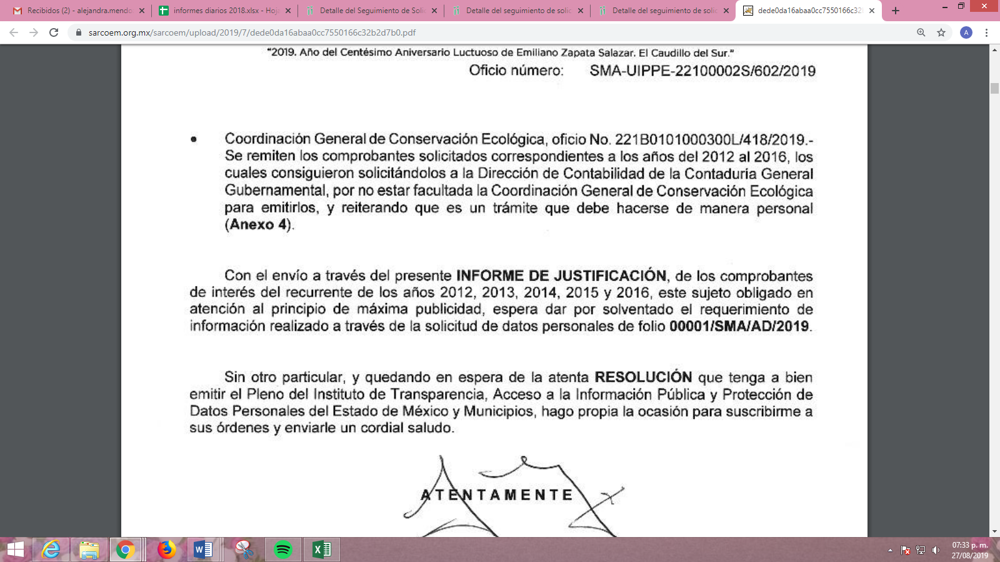 Recibidos (2) - alejandra.mendo
informes diarios 2018.xlsx - Hoja
Detalle del Seguimiento de Solic
Detalle del seguimiento de solic
Detalle del seguimiento de solic
dede0da16abaa0cc7550166c32b
sarcoem.org.mx/sarcoem/upload/2019/7/dede0da16abaa0cc7550166c32b2d7b0.pdf
A
"2019. Año del Centésimo Aniversario Luctuoso de Emiliano Zapata Salazar. El Caudillo del Sur."
Oficio número: SMA-UIPPE-22100002S/602/2019
• Coordinación General de Conservación Ecológica, oficio No. 221B0101000300L/418/2019.-
Se remiten los comprobantes solicitados correspondientes a los años del 2012 al 2016, los
cuales consiguieron solicitándolos a la Dirección de Contabilidad de la Contaduría General
Gubernamental, por no estar facultada la Coordinación General de Conservación Ecológica
para emitirlos, y reiterando que es un trámite que debe hacerse de manera personal
(Anexo 4).
Con el envío a través del presente INFORME DE JUSTIFICACIÓN, de los comprobantes
de interés del recurrente de los años 2012, 2013, 2014, 2015 y 2016, este sujeto obligado en
atención al principio de máxima publicidad, espera dar por solventado el requerimiento de
información realizado a través de la solicitud de datos personales de folio 00001/SMA/AD/2019.
Sin otro particular, y quedando en espera de la atenta RESOLUCIÓN que tenga a bien
emitir el Pleno del Instituto de Transparencia, Acceso a la Información Pública y Protección de
Datos Personales del Estado de México y Municipios, hago propia la ocasión para suscribirme a
sus órdenes y enviarle un cordial saludo.
ATENTAMENTE
07:33 p. m.
27/08/2019